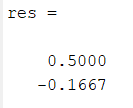 res =
0.5000
-0.1667